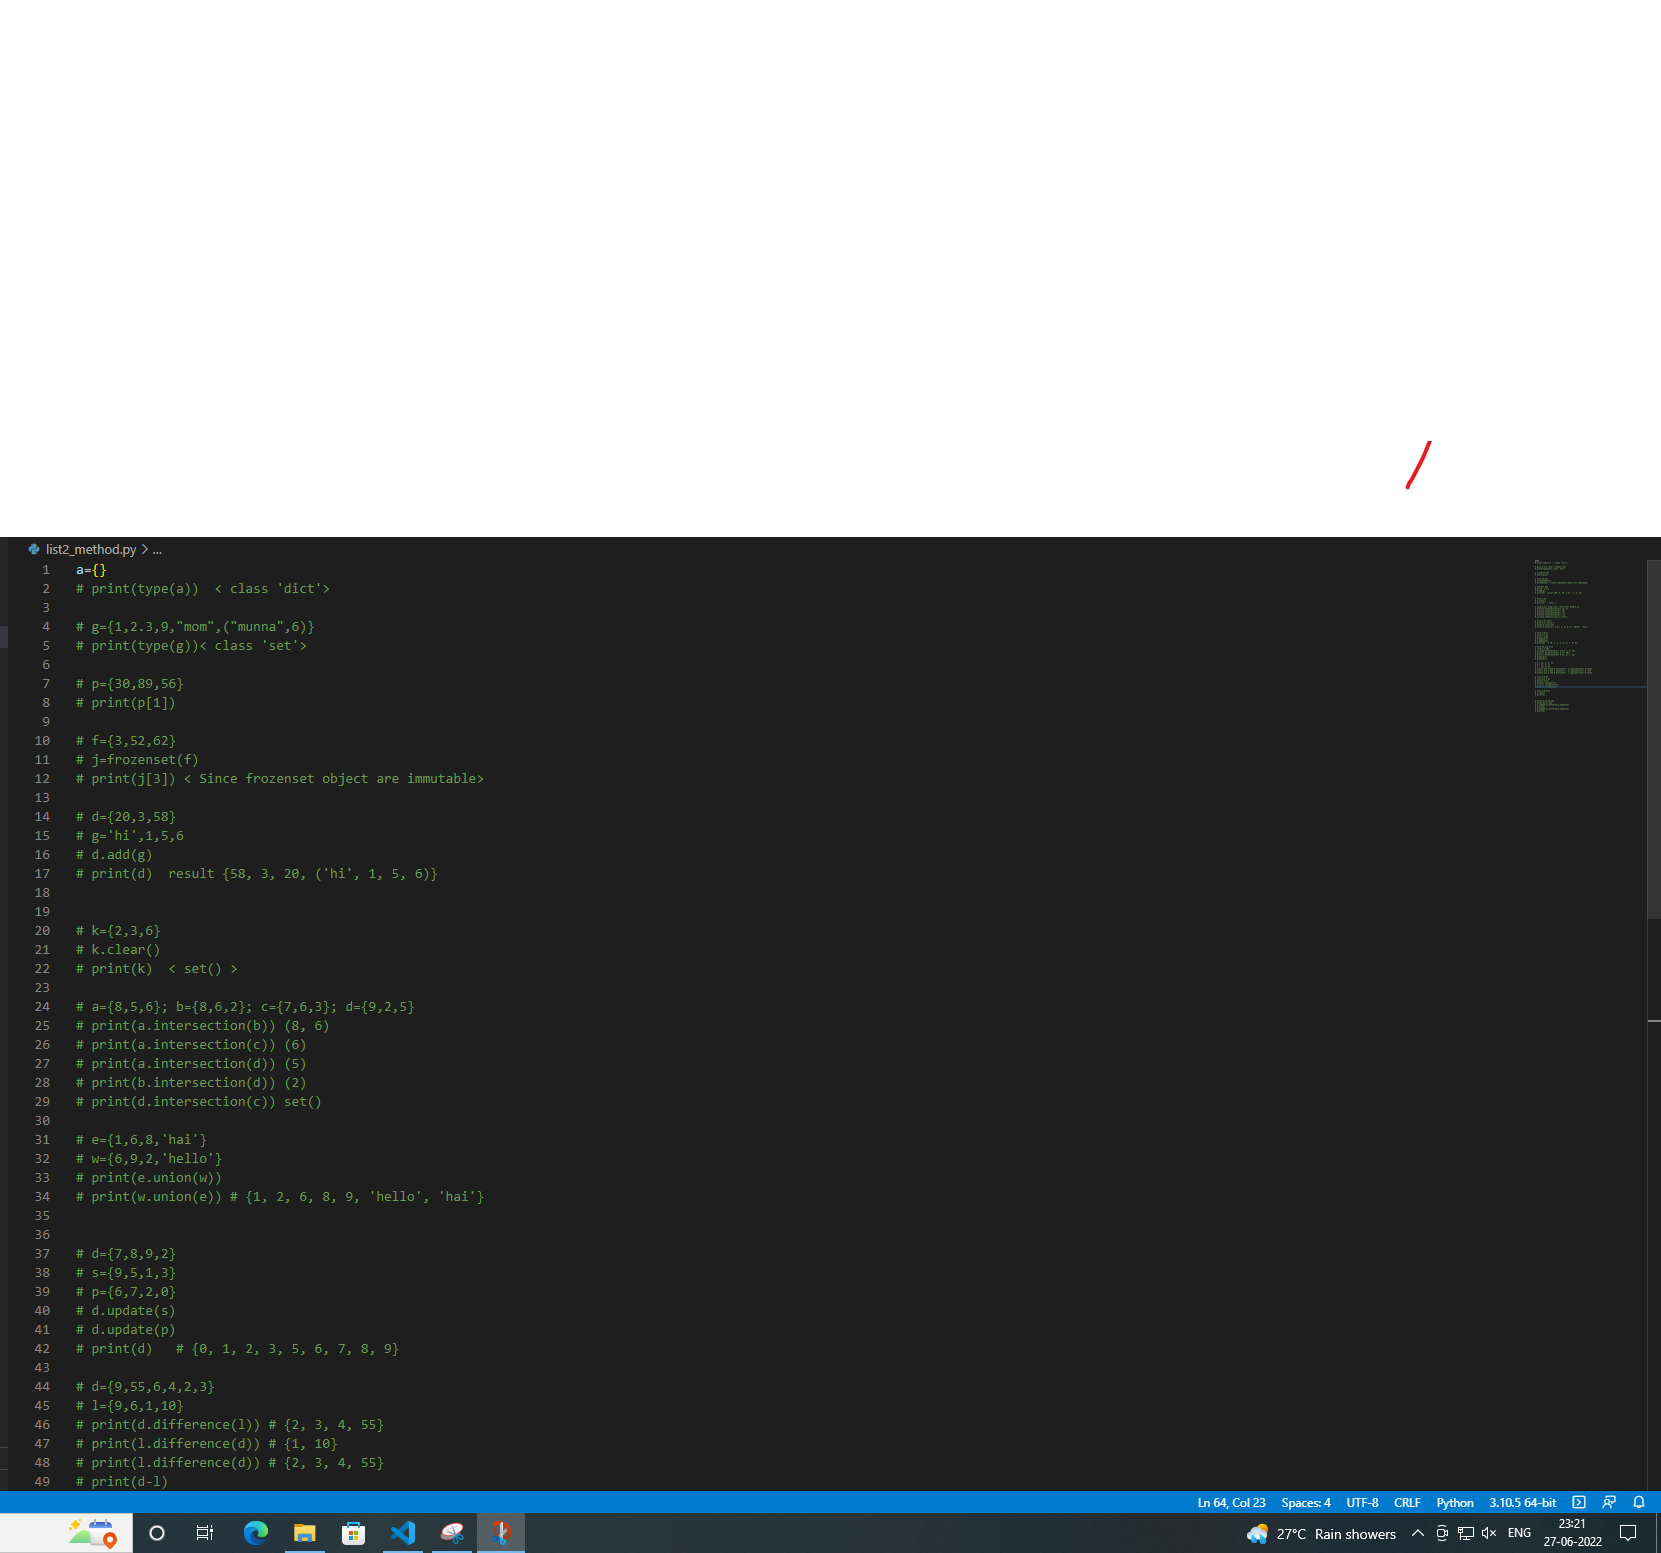 list2_method.py > ...
1 a={}
2 # print(type(a))  < class 'dict'>
3
4 # g={1,2.3,9,"mom",("munna",6)}
5 # print(type(g))< class 'set'>
6
7 # p={30,89,56}
8 # print(p[1])
9
10 # f={3,52,62}
11 # j=frozenset(f)
12 # print(j[3]) < Since frozenset object are immutable>
13
14 # d={20,3,58}
15 # g='hi',1,5,6
16 # d.add(g)
17 # print(d)  result {58, 3, 20, ('hi', 1, 5, 6)}
18
19
20 # k={2,3,6}
21 # k.clear()
22 # print(k)  < set() >
23
24 # a={8,5,6}; b={8,6,2}; c={7,6,3}; d={9,2,5}
25 # print(a.intersection(b)) (8, 6)
26 # print(a.intersection(c)) (6)
27 # print(a.intersection(d)) (5)
28 # print(b.intersection(d)) (2)
29 # print(d.intersection(c)) set()
30
31 # e={1,6,8,'hai'}
32 # w={6,9,2,'hello'}
33 # print(e.union(w))
34 # print(w.union(e)) # {1, 2, 6, 8, 9, 'hello', 'hai'}
35
36
37 # d={7,8,9,2}
38 # s={9,5,1,3}
39 # p={6,7,2,0}
40 # d.update(s)
41 # d.update(p)
42 # print(d)   # {0, 1, 2, 3, 5, 6, 7, 8, 9}
43
44 # d={9,55,6,4,2,3}
45 # l={9,6,1,10}
46 # print(d.difference(l)) # {2, 3, 4, 55}
47 # print(l.difference(d)) # {1, 10}
48 # print(l.difference(d)) # {2, 3, 4, 55}
49 # print(d-l)
Ln 64, Col 23 Spaces: 4 UTF-8 CRLF Python 3.10.5 64-bit
27°C Rain showers ENG 23:21
27-06-2022